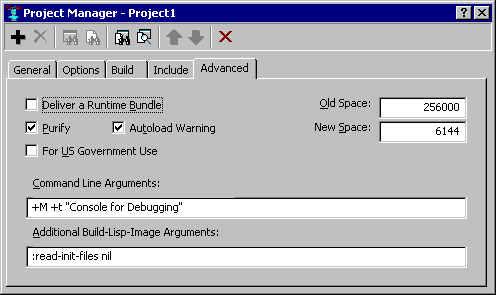 Project Manager - Project1
General Options Build Include Advanced
Deliver a Runtime Bundle
Old Space: 256000
Purify Autoload Warning
New Space: 6144
For US Government Use
Command Line Arguments:
+M +t "Console for Debugging"
Additional Build-Lisp-Image Arguments:
:read-init-files nil